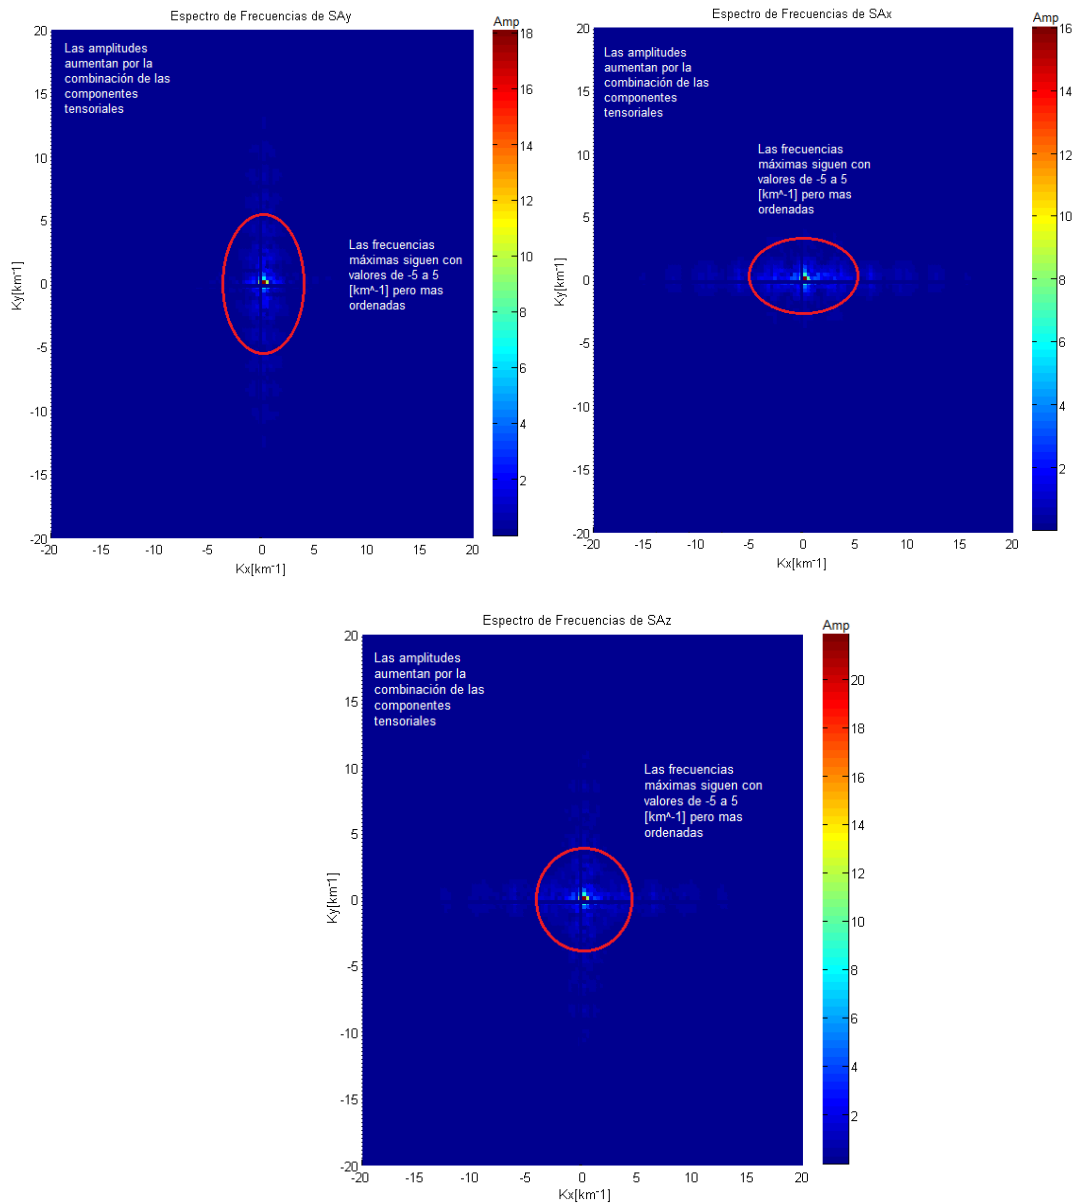 Espectro de Frecuencias de SAy
Amp
Las amplitudes
aumentan por la
combinación de las
componentes
tensoriales
Las frecuencias
máximas siguen con
valores de -5 a 5
[km^-1] pero mas
ordenadas
20
15
10
5
0
-5
-10
-15
-20
Ky[km-1]
-20
-15
-10
-5
0
5
10
15
20
Kx[km-1]
18
16
14
12
10
8
6
4
2
Espectro de Frecuencias de SAx
Amp
Las amplitudes
aumentan por la
combinación de las
componentes
tensoriales
Las frecuencias
máximas siguen con
valores de -5 a 5
[km^-1] pero mas
ordenadas
20
15
10
5
0
-5
-10
-15
-20
Ky[km-1]
-20
-15
-10
-5
0
5
10
15
20
Kx[km-1]
16
14
12
10
8
6
4
2
Espectro de Frecuencias de SAz
Amp
Las amplitudes
aumentan por la
combinación de las
componentes
tensoriales
Las frecuencias
máximas siguen con
valores de -5 a 5
[km^-1] pero mas
ordenadas
20
15
10
5
0
-5
-10
-15
-20
Ky[km-1]
-20
-15
-10
-5
0
5
10
15
20
Kx[km-1]
20
18
16
14
12
10
8
6
4
2